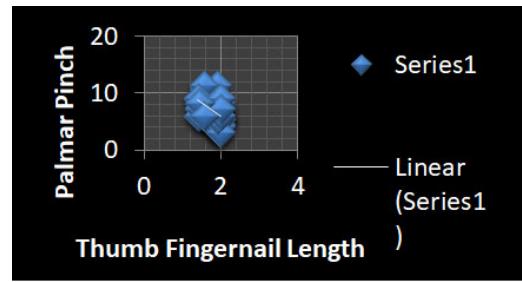 20
10
0
0 2 4
Palmar Pinch
Thumb Fingernail Length
Series1
Linear
(Series1
)